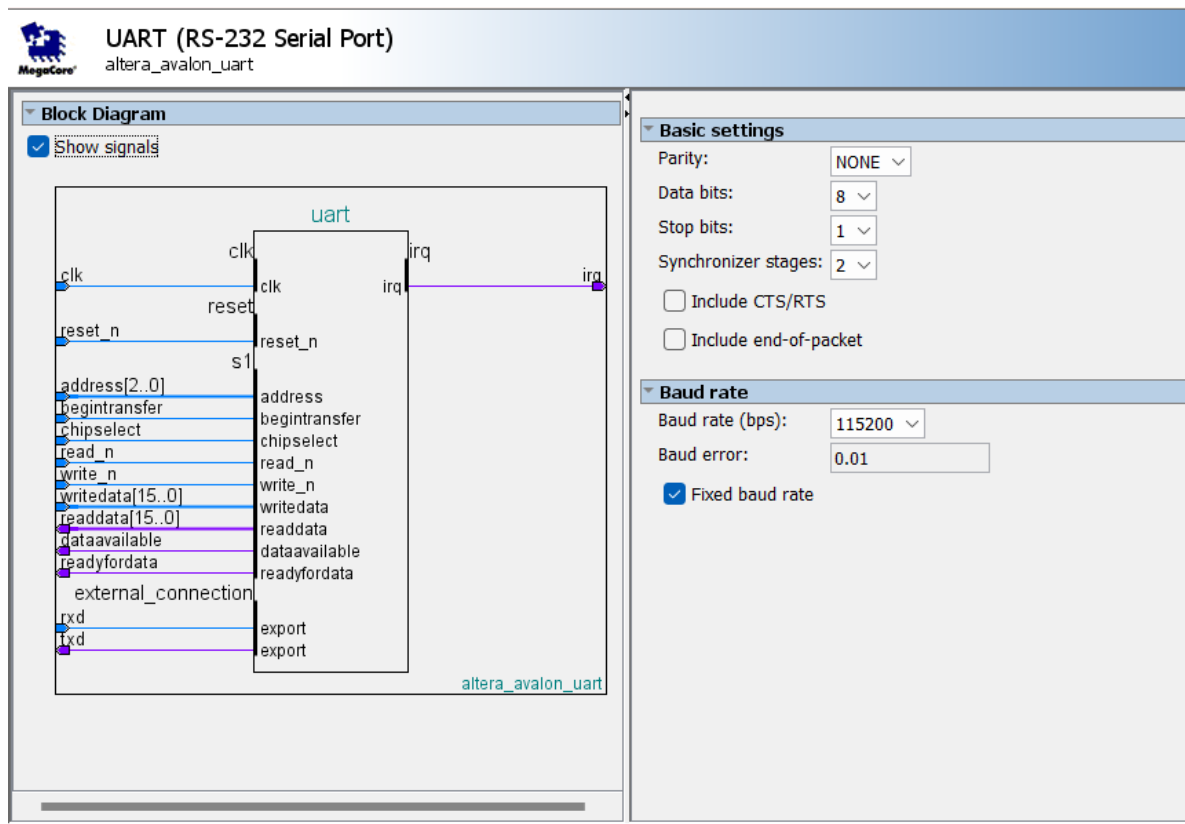 UART (RS-232 Serial Port)
altera_avalon_uart
MegaCore®
Block Diagram
Show signals
uart
clk
irq
clk
irq
clk
irq
reset
reset_n
reset_n
s1
address[2..0]
address
begintransfer
begintransfer
chipselect
chipselect
read_n
read_n
write_n
write_n
writedata[15..0]
writedata
readdata[15..0]
readdata
dataavailable
dataavailable
readyfordata
readyfordata
external_connection
rxd
export
txd
export
altera_avalon_uart
Basic settings
Parity: NONE
Data bits: 8
Stop bits: 1
Synchronizer stages: 2
Include CTS/RTS
Include end-of-packet
Baud rate
Baud rate (bps): 115200
Baud error: 0.01
Fixed baud rate